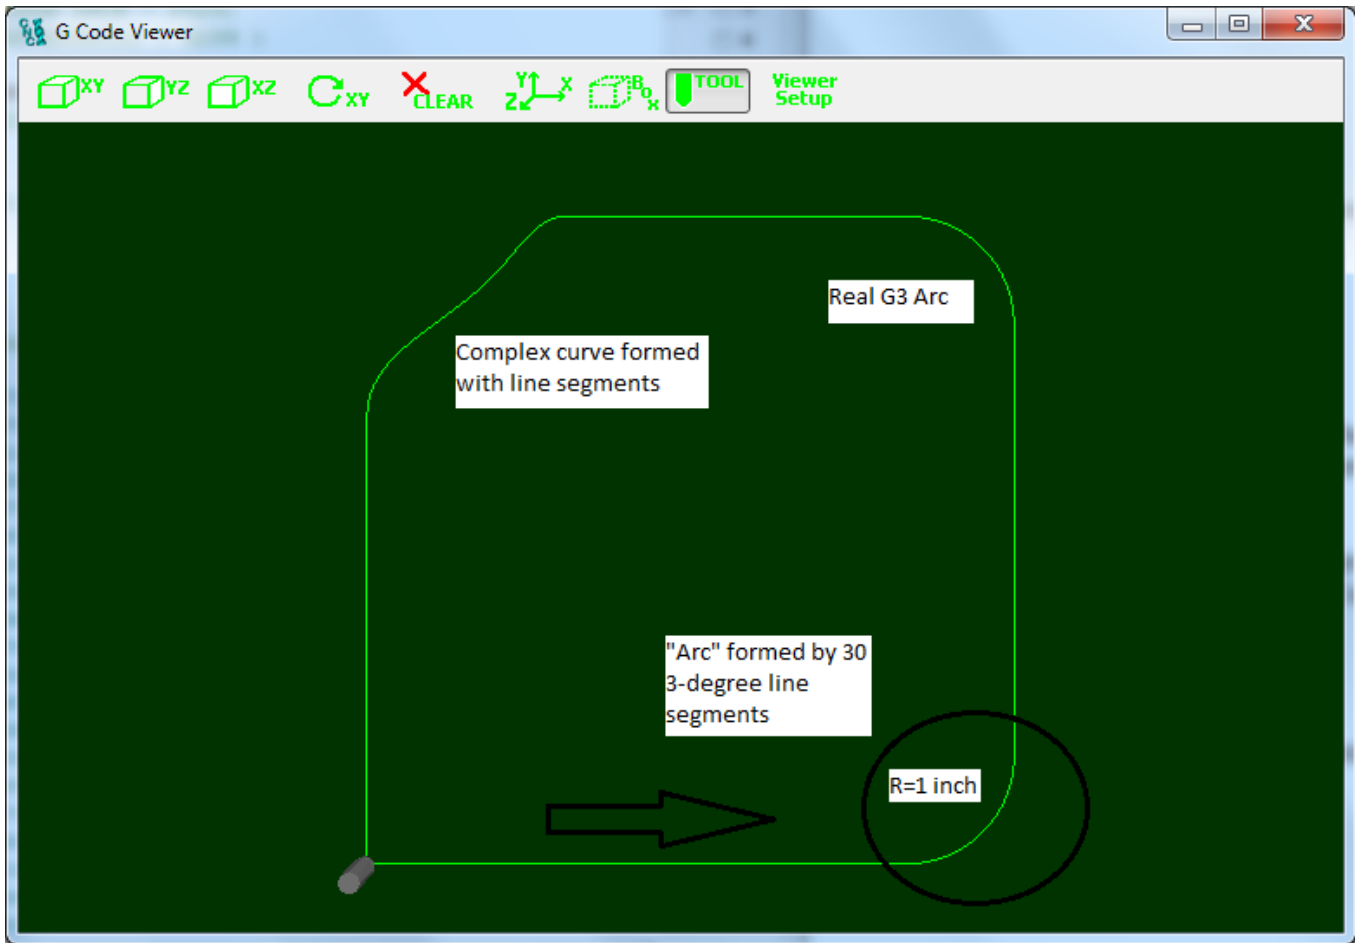 G Code Viewer
XY YZ XZ XY CLEAR Y X Z Box TOOL Viewer
Setup
Real G3 Arc
Complex curve formed
with line segments
"Arc" formed by 30
3-degree line
segments
R=1 inch